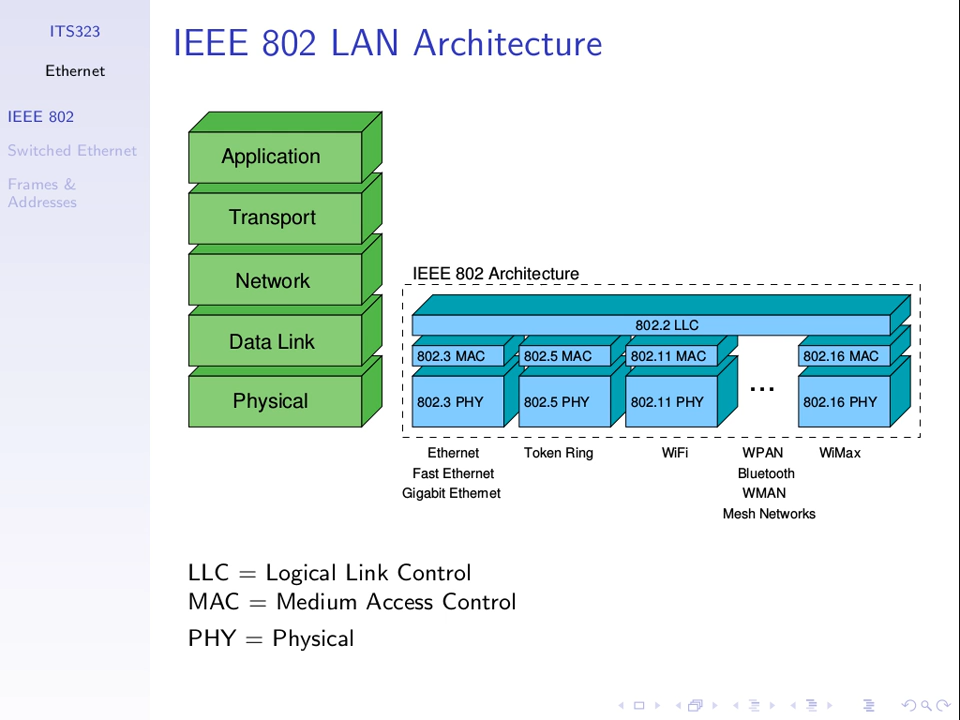 ITS323
Ethernet
IEEE 802
Switched Ethernet
Frames &
Addresses
IEEE 802 LAN Architecture
Application
Transport
Network
Data Link
Physical
IEEE 802 Architecture
802.2 LLC
802.3 MAC 802.5 MAC 802.11 MAC 802.16 MAC
...
802.3 PHY 802.5 PHY 802.11 PHY 802.16 PHY
Ethernet Token Ring WiFi WPAN WiMax
Fast Ethernet Bluetooth
Gigabit Ethernet WMAN
Mesh Networks
LLC = Logical Link Control
MAC = Medium Access Control
PHY = Physical